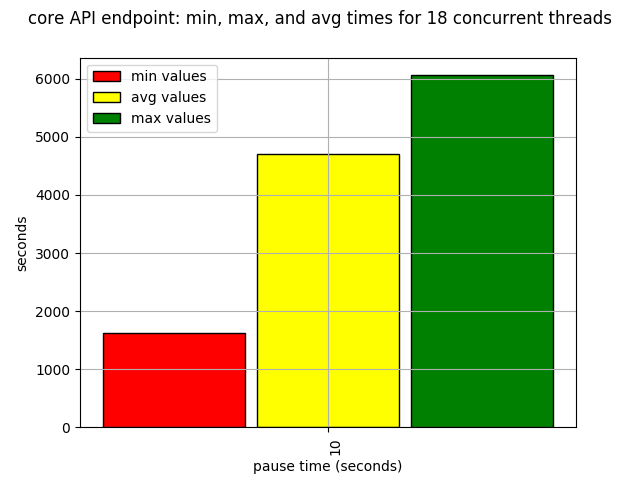 core API endpoint: min, max, and avg times for 18 concurrent threads
min values
avg values
max values
6000
5000
4000
3000
2000
1000
0
seconds
10
pause time (seconds)